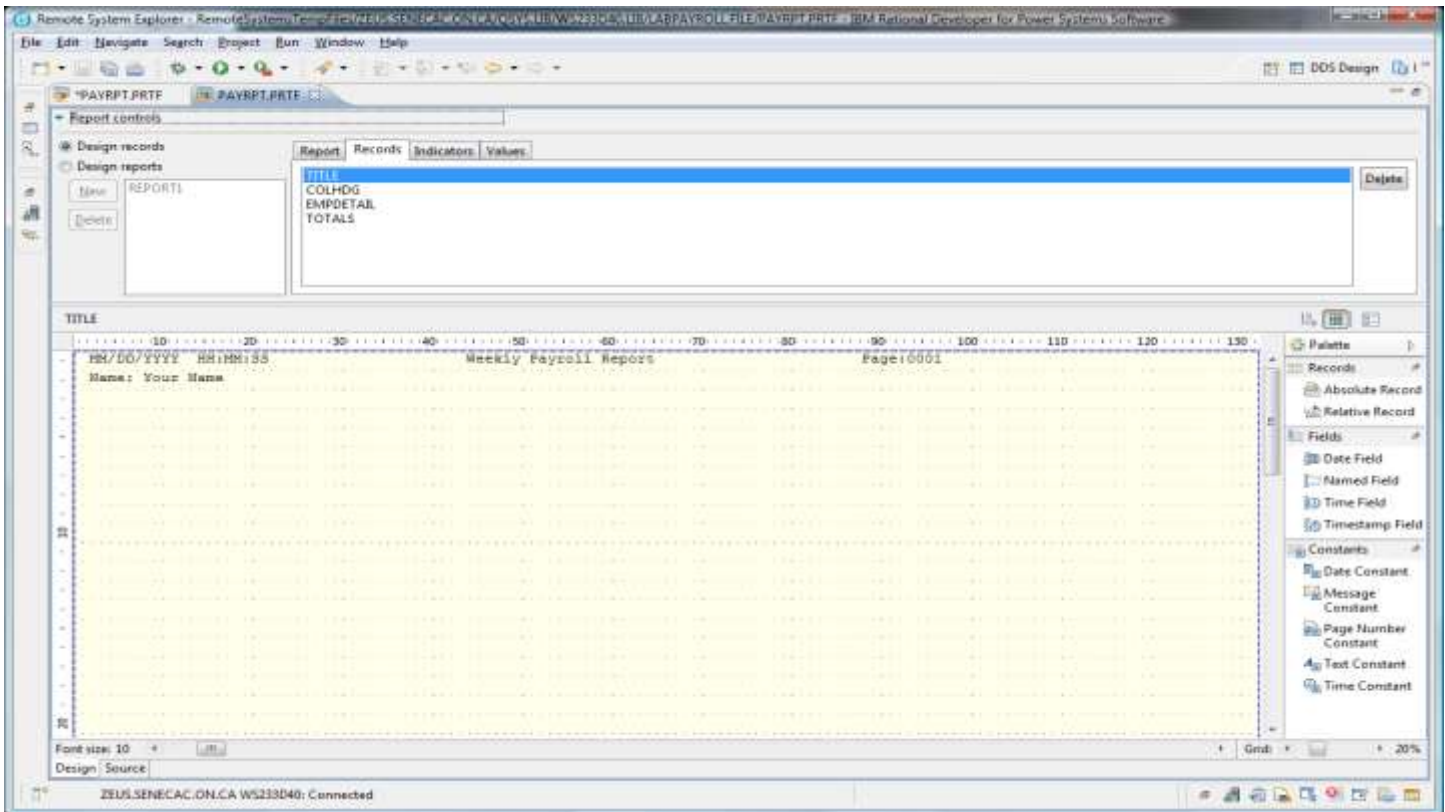 Remote System Explorer - RemoteSystemsTempFiles/ZEUS.SENECAC.ON.CA/QSYS.LIB/WS233D40.LIB/LABPAYROLL.FILE/PAYRPT.PRTF - IBM Rational Developer for Power Systems Software
File Edit Navigate Search Project Run Window Help
DDS Design
*PAYRPT.PRTF PAYRPT.PRTF
Report controls
Design records
Design reports
New REPORT1
Delete
Report Records Indicators Values
TITLE
COLHDG
EMPDETAIL
TOTALS
Delete
TITLE
10 20 30 40 50 60 70 80 90 100 110 120 130
MM/DD/YYYY HH:MM:SS Weekly Payroll Report Page:0001
Name: Your Name
10
20
Palette
Records
Absolute Record
Relative Record
Fields
Date Field
Named Field
Time Field
Timestamp Field
Constants
Date Constant
Message
Constant
Page Number
Constant
Text Constant
Time Constant
Font size: 10 Grid: 20%
Design Source
ZEUS.SENECAC.ON.CA WS233D40: Connected